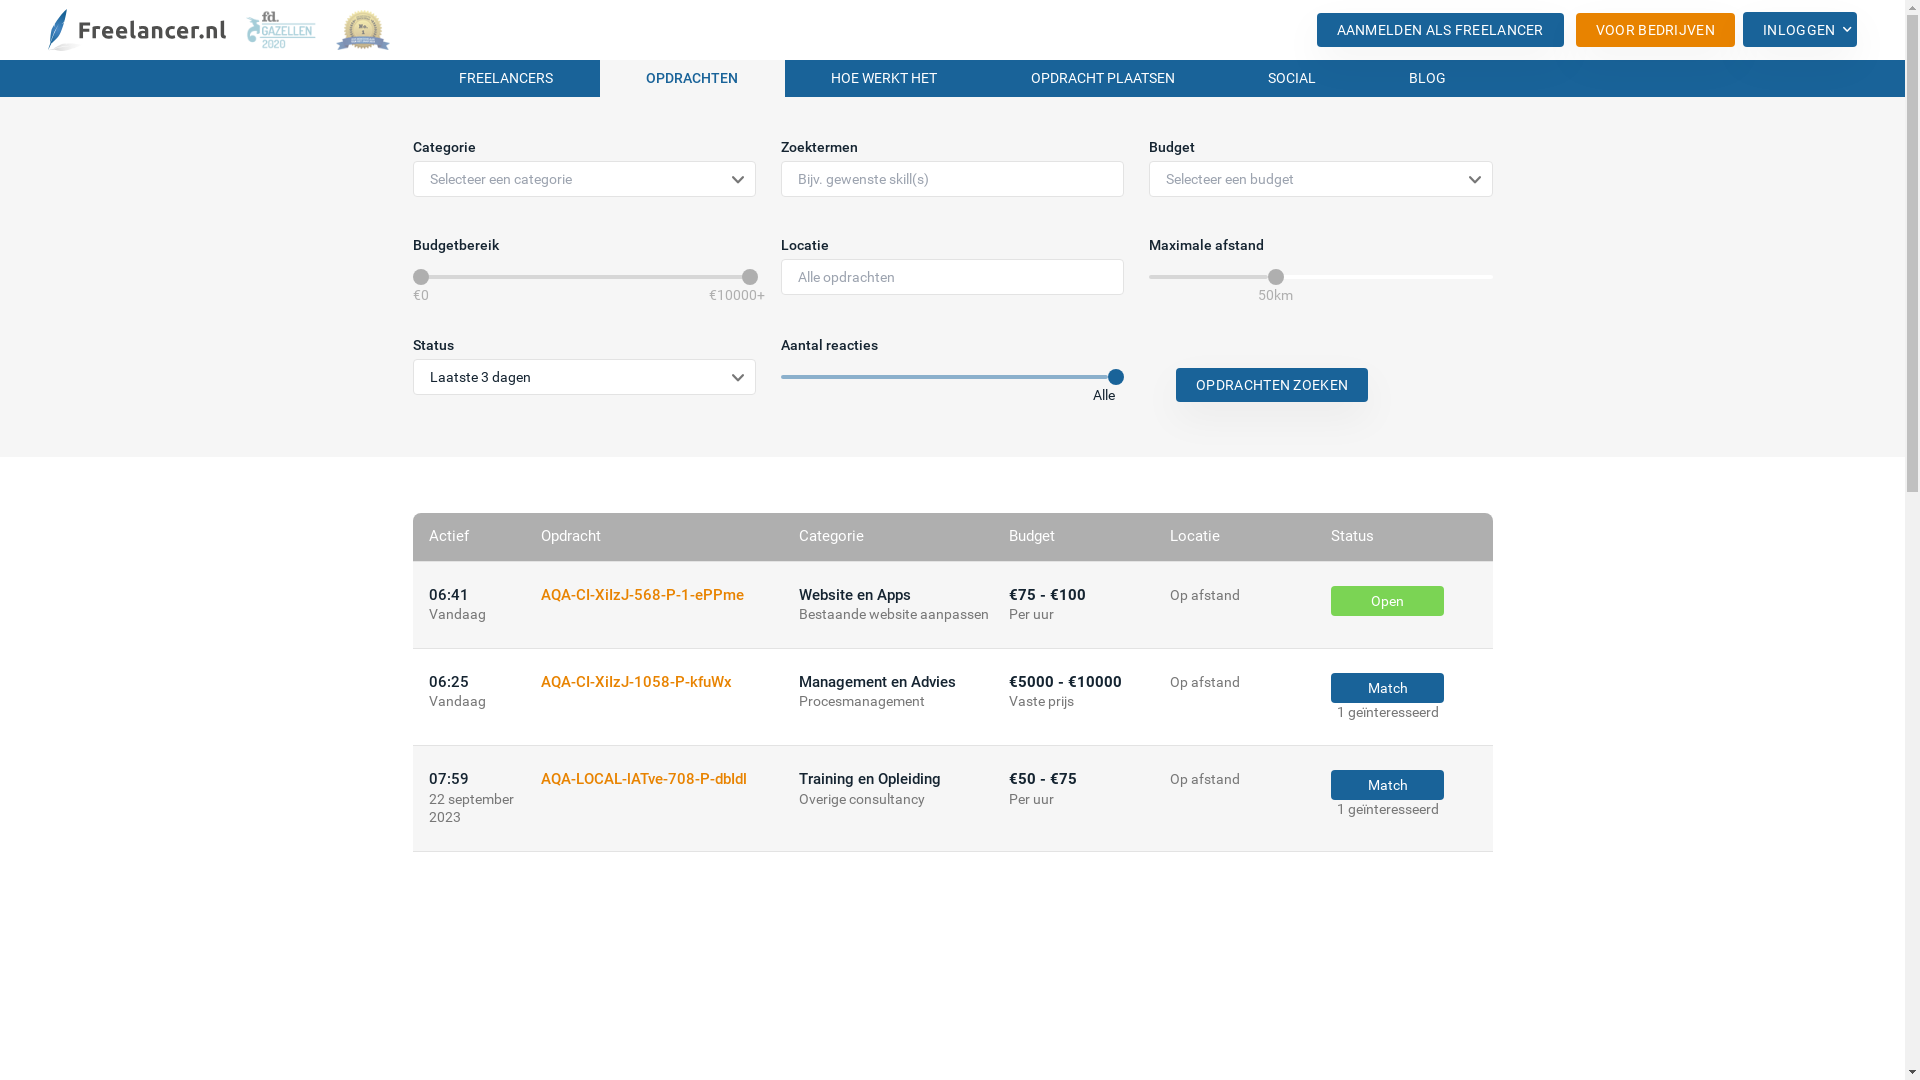 Freelancer.nl
fd.
GAZELLEN
2020
No.
1
AANMELDEN ALS FREELANCER
VOOR BEDRIJVEN
INLOGGEN
FREELANCERS
OPDRACHTEN
HOE WERKT HET
OPDRACHT PLAATSEN
SOCIAL
BLOG
Categorie
Zoektermen
Budget
Selecteer een categorie
Bijv. gewenste skill(s)
Selecteer een budget
Budgetbereik
Locatie
Maximale afstand
Alle opdrachten
€0
€10000+
50km
Status
Aantal reacties
Laatste 3 dagen
Alle
OPDRACHTEN ZOEKEN
Actief
Opdracht
Categorie
Budget
Locatie
Status
06:41
Vandaag
AQA-CI-XiIzJ-568-P-1-ePPme
Website en Apps
Bestaande website aanpassen
€75 - €100
Per uur
Op afstand
Open
06:25
Vandaag
AQA-CI-XiIzJ-1058-P-kfuWx
Management en Advies
Procesmanagement
€5000 - €10000
Vaste prijs
Op afstand
Match
1 geïnteresseerd
07:59
22 september
2023
AQA-LOCAL-lATve-708-P-dbIdI
Training en Opleiding
Overige consultancy
€50 - €75
Per uur
Op afstand
Match
1 geïnteresseerd